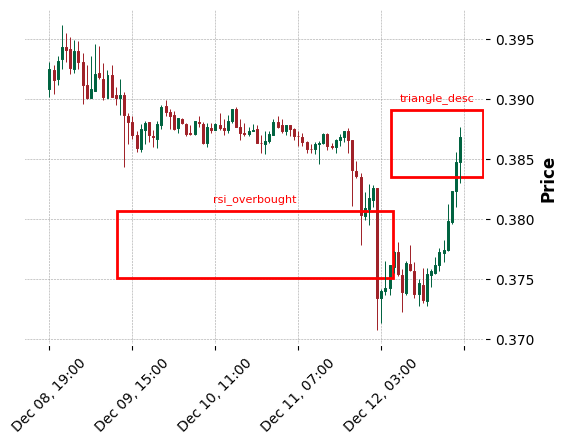 0.395
triangle_desc
0.390
0.385
Price
rsi_overbought
0.380
0.375
0.370
Dec 08, 19:00
Dec 09, 15:00
Dec 10, 11:00
Dec 11, 07:00
Dec 12, 03:00